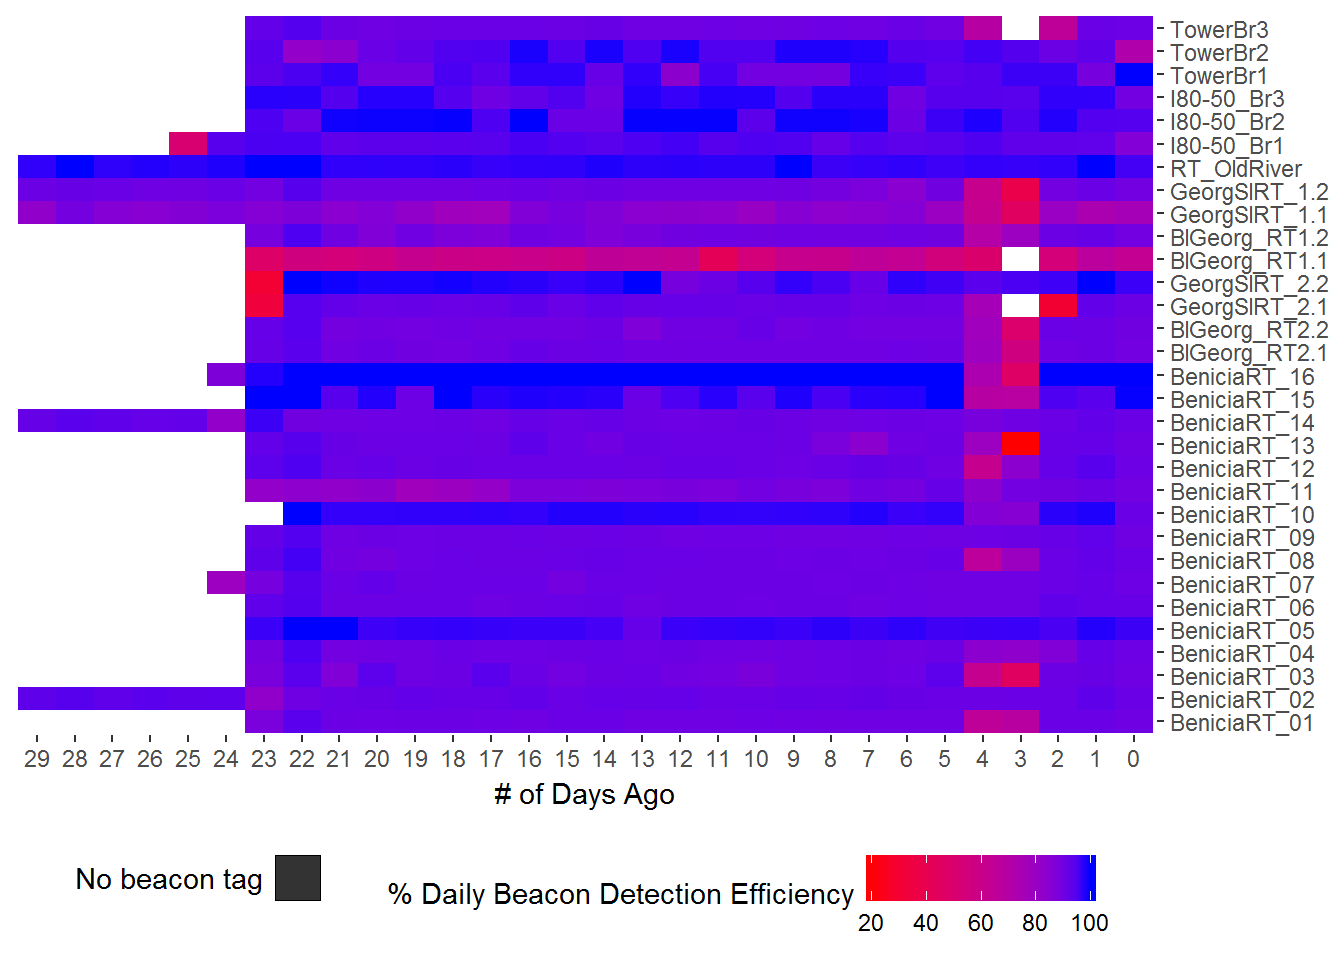 TowerBr3
TowerBr2
TowerBr1
I80-50_Br3
I80-50_Br2
I80-50_Br1
RT_OldRiver
GeorgSlRT_1.2
GeorgSlRT_1.1
BlGeorg_RT1.2
BlGeorg_RT1.1
GeorgSlRT_2.2
GeorgSlRT_2.1
BlGeorg_RT2.2
BlGeorg_RT2.1
BeniciaRT_16
BeniciaRT_15
BeniciaRT_14
BeniciaRT_13
BeniciaRT_12
BeniciaRT_11
BeniciaRT_10
BeniciaRT_09
BeniciaRT_08
BeniciaRT_07
BeniciaRT_06
BeniciaRT_05
BeniciaRT_04
BeniciaRT_03
BeniciaRT_02
BeniciaRT_01
29 28 27 26 25 24 23 22 21 20 19 18 17 16 15 14 13 12 11 10 9 8 7 6 5 4 3 2 1 0
# of Days Ago
No beacon tag
% Daily Beacon Detection Efficiency
20 40 60 80 100